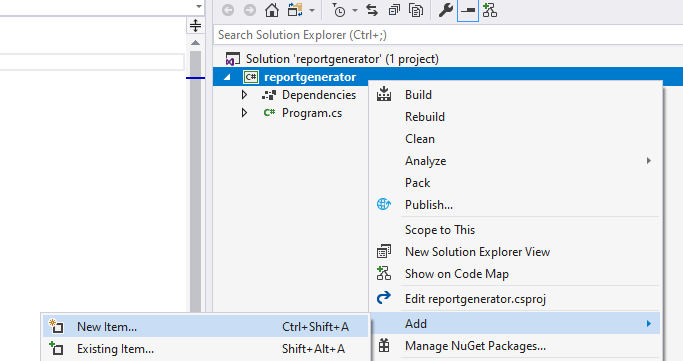 Search Solution Explorer (Ctrl+;)
Solution 'reportgenerator' (1 project)
C# reportgenerator
Dependencies
C# Program.cs
Build
Rebuild
Clean
Analyze
Pack
Publish...
Scope to This
New Solution Explorer View
Show on Code Map
Edit reportgenerator.csproj
Add
Manage NuGet Packages...
New Item... Ctrl+Shift+A
Existing Item... Shift+Alt+A